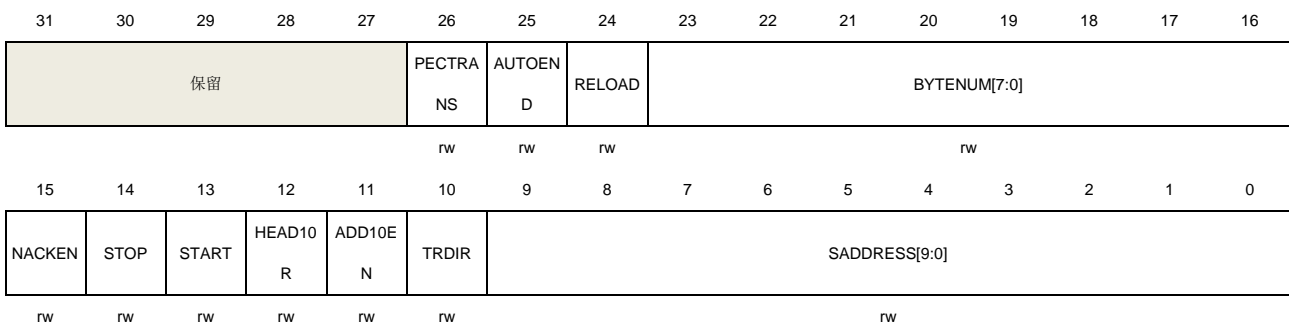 31 30 29 28 27 26 25 24 23 22 21 20 19 18 17 16
保留 PECTRA NS AUTOEN D RELOAD BYTENUM[7:0]
rw rw rw rw
15 14 13 12 11 10 9 8 7 6 5 4 3 2 1 0
NACKEN STOP START HEAD10 R ADD10E N TRDIR SADDRESS[9:0]
rw rw rw rw rw rw rw